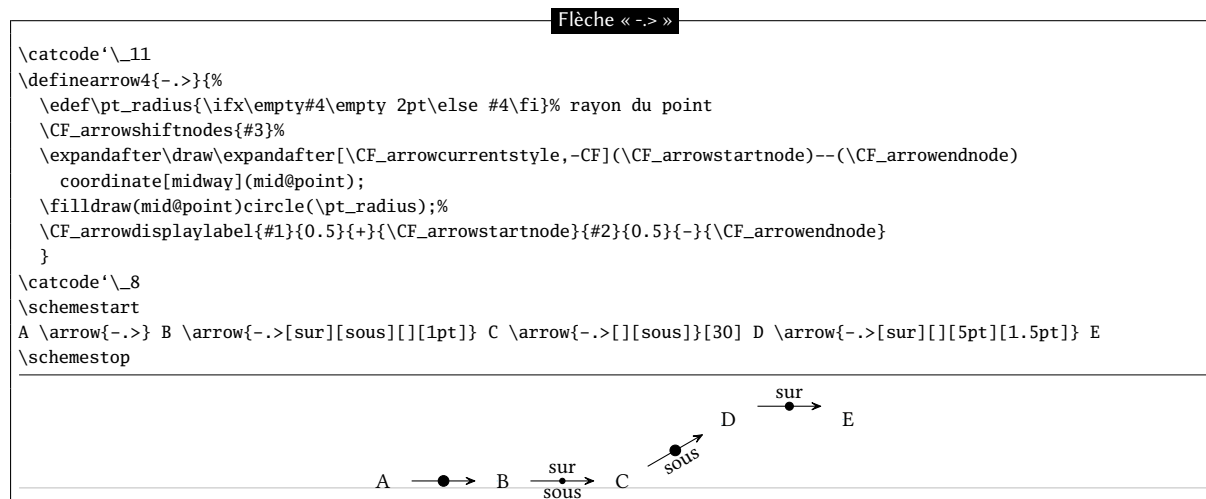 Flèche « -.> »
\catcode‘\_11
\definearrow4{-.>}{%
\edef\pt_radius{\ifx\empty#4\empty 2pt\else #4\fi}% rayon du point
\CF_arrowshiftnodes{#3}%
\expandafter\draw\expandafter[\CF_arrowcurrentstyle,-CF](\CF_arrowstartnode)--(\CF_arrowendnode)
coordinate[midway](mid@point);
\filldraw(mid@point)circle(\pt_radius);%
\CF_arrowdisplaylabel{#1}{0.5}{+}{\CF_arrowstartnode}{#2}{0.5}{-}{\CF_arrowendnode}
}
\catcode‘\_8
\schemestart
A \arrow{-.>} B \arrow{-.>[sur][sous][][1pt]} C \arrow{-.>[][sous]}[30] D \arrow{-.>[sur][][5pt][1.5pt]} E
\schemestop
sur
D E
sous
sur
A B C
sous